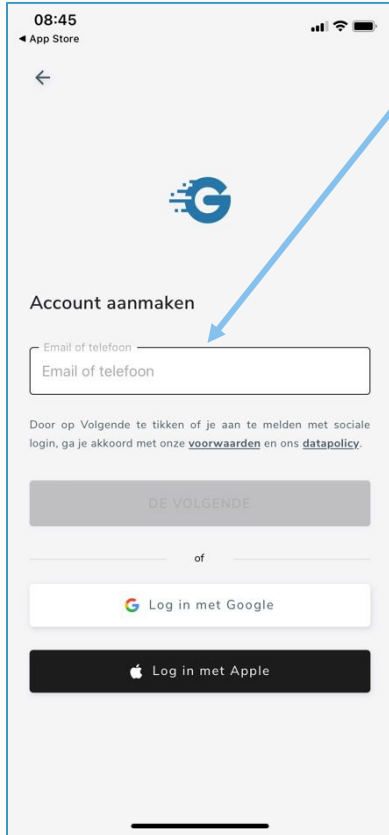 08:45
◀ App Store
Account aanmaken
Email of telefoon
Email of telefoon
Door op Volgende te tikken of je aan te melden met sociale
login, ga je akkoord met onze voorwaarden en ons datapolicy.
DE VOLGENDE
of
Log in met Google
Log in met Apple